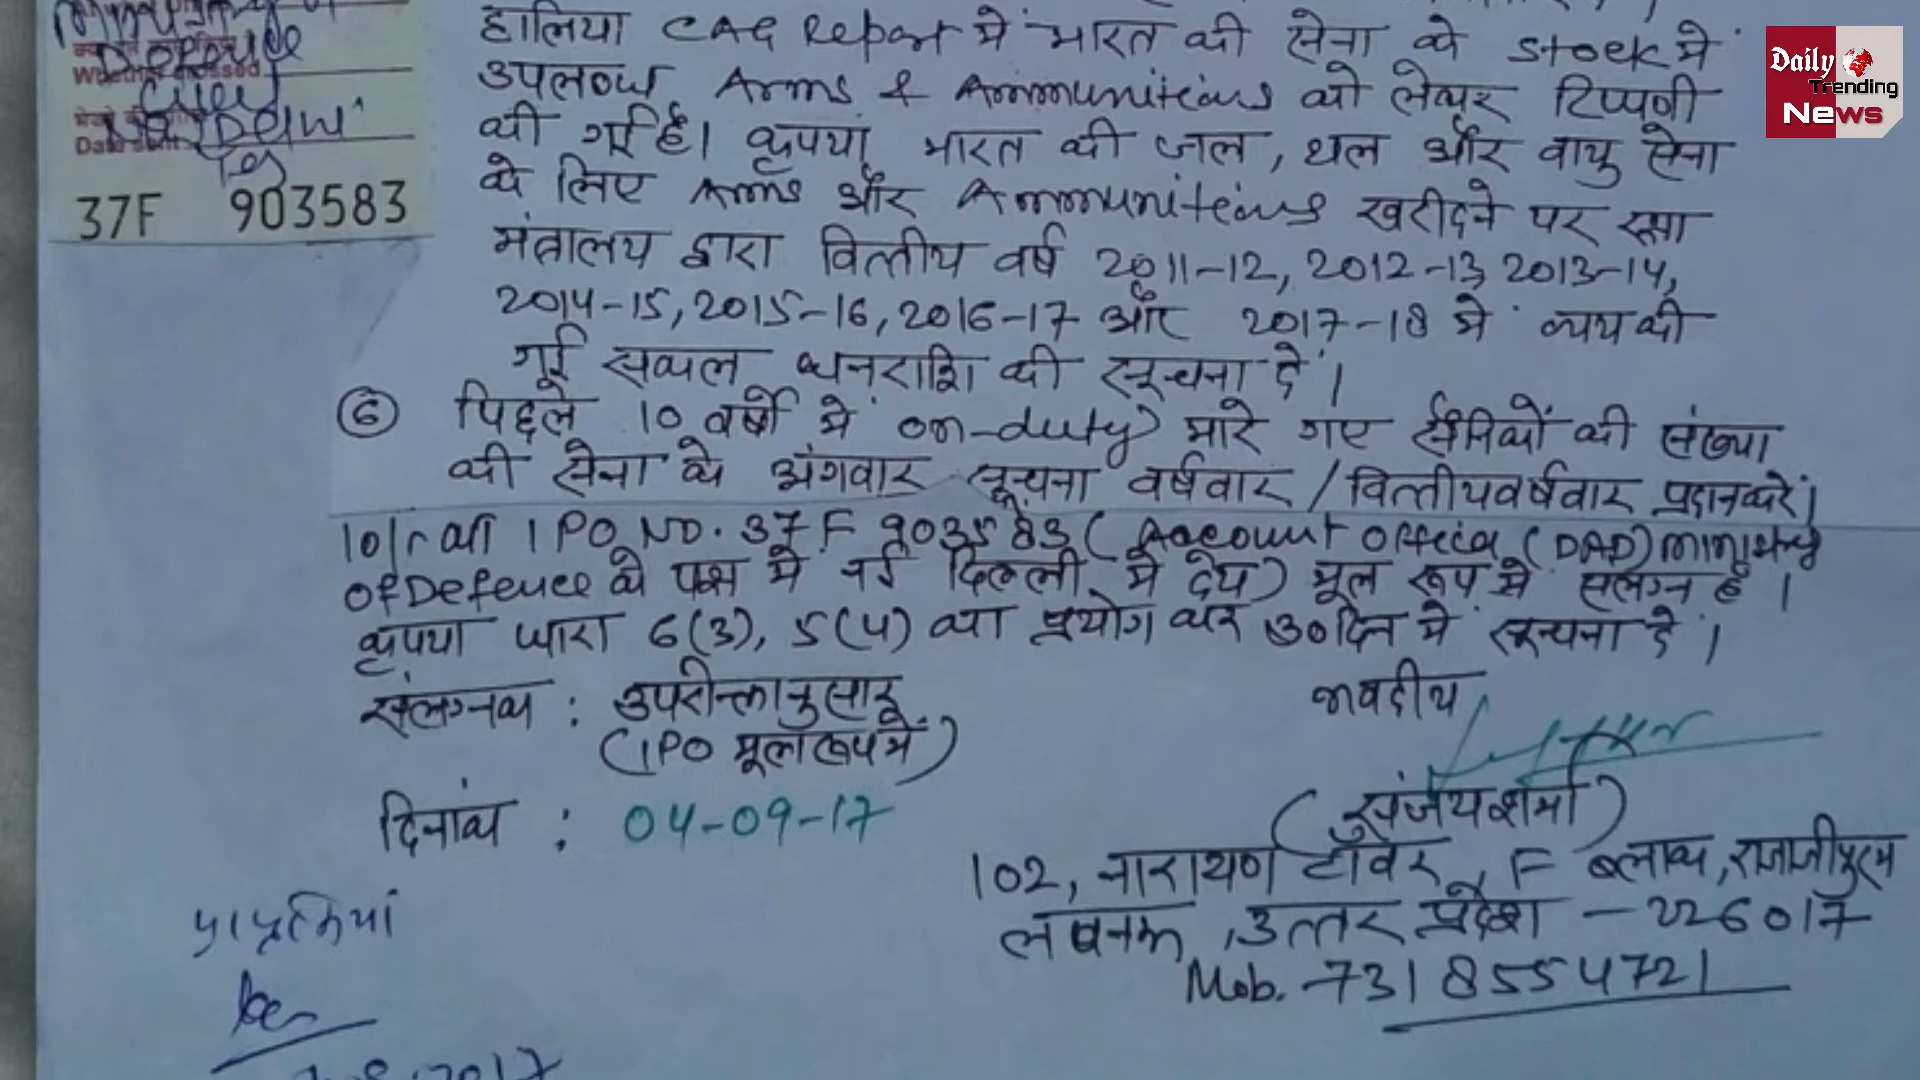 Daily
Trending
News
Defence
New Delhi
37F 903583
हालिया CAG Report में भारत की सेना के stock में
उपलब्ध Arms & Ammunitions को लेकर टिप्पणी
की गई है। कृपया भारत की जल, थल और वायु सेना
के लिए Arms और Ammunitions खरीदने पर रक्षा
मंत्रालय द्वारा वित्तीय वर्ष 2011-12, 2012-13, 2013-14,
2014-15, 2015-16, 2016-17 और 2017-18 में व्यय की
गई सकल धनराशि की सूचना दें।
⑥ पिछले 10 वर्षों में on-duty मारे गए सैनिकों की संख्या
की सेना के अंगवार सूचना वर्षवार / वित्तीयवर्षवार प्रदान करें।
10/r का IPO NO. 37F 903583 (Account Officer (DAD) Ministry
Of Defence के पक्ष में नई दिल्ली में देय) मूल रूप में संलग्न है।
कृपया धारा 6(3), 5(4) का प्रयोग कर 30 दिन में सूचना दें।
संलग्नक : उपरोक्तानुसार
(IPO मूल रूप में)
भवदीय
दिनांक : 04-09-17
(संजय शर्मा)
102, नारायण टॉवर, F ब्लाक, राजाजीपुरम
लखनऊ, उत्तर प्रदेश - 226017
Mob. 7318554721